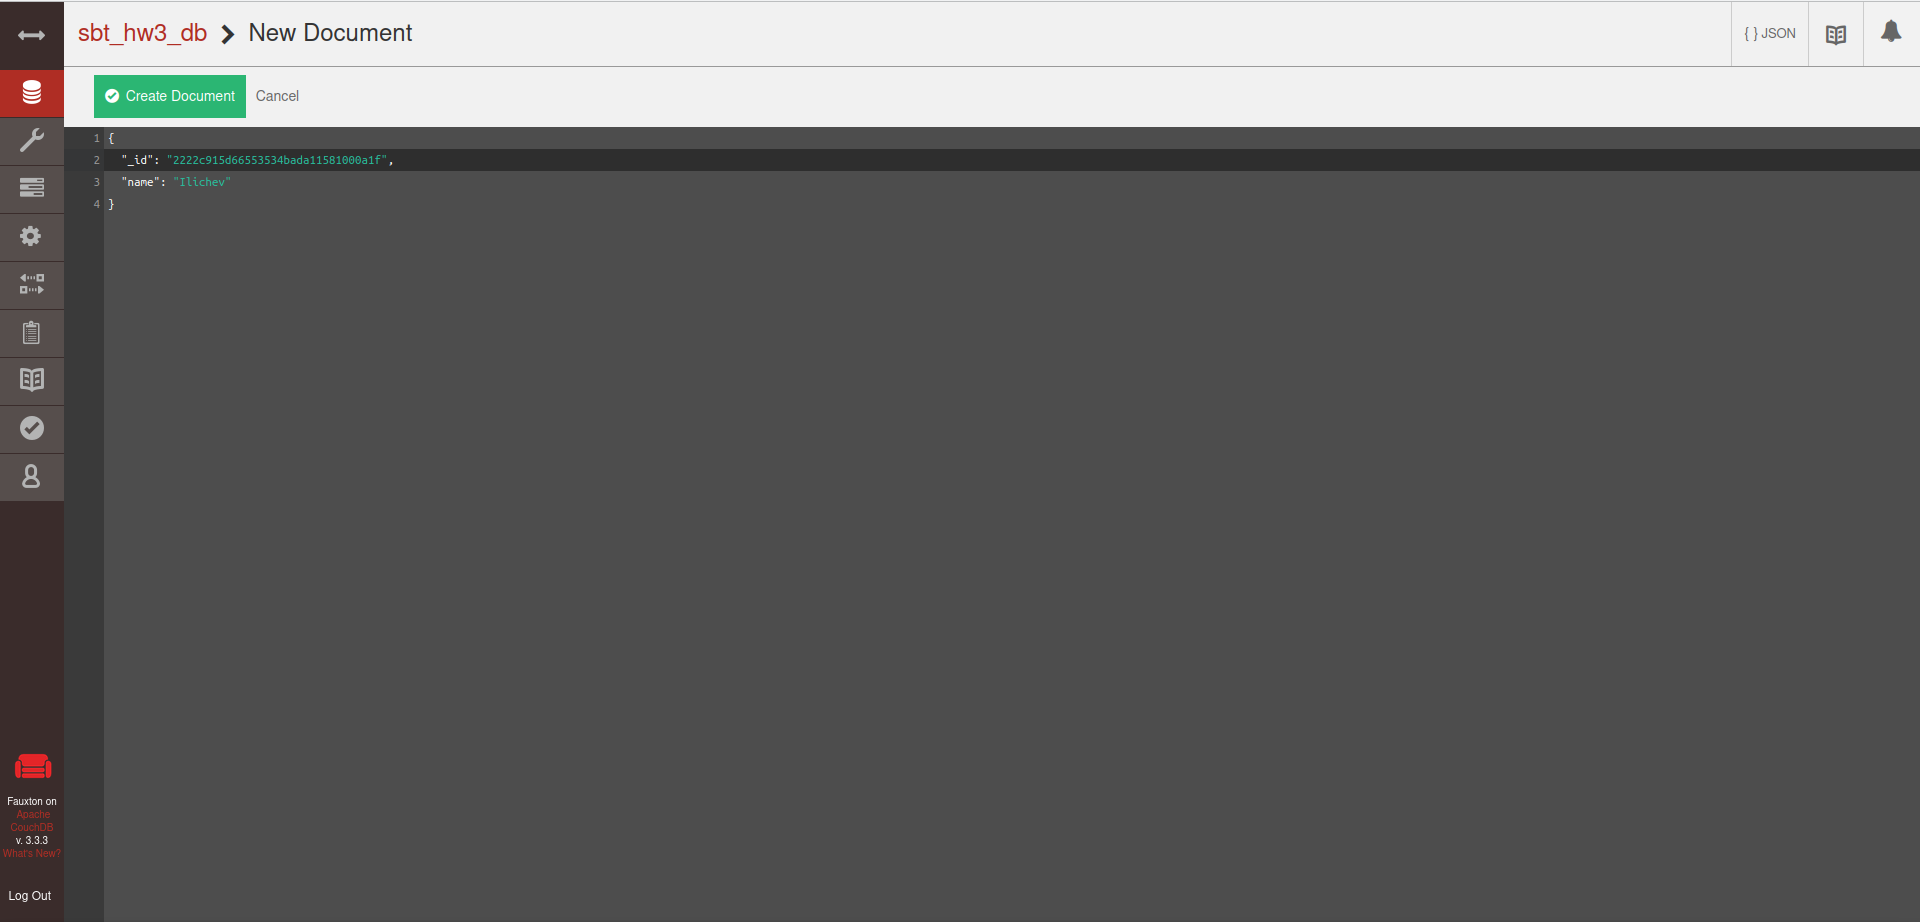 sbt_hw3_db > New Document
{ } JSON
Create Document Cancel
1 {
2 "_id": "2222c915d66553534bada11581000a1f",
3 "name": "Ilichev"
4 }
Fauxton on
Apache
CouchDB
v. 3.3.3
What's New?
Log Out